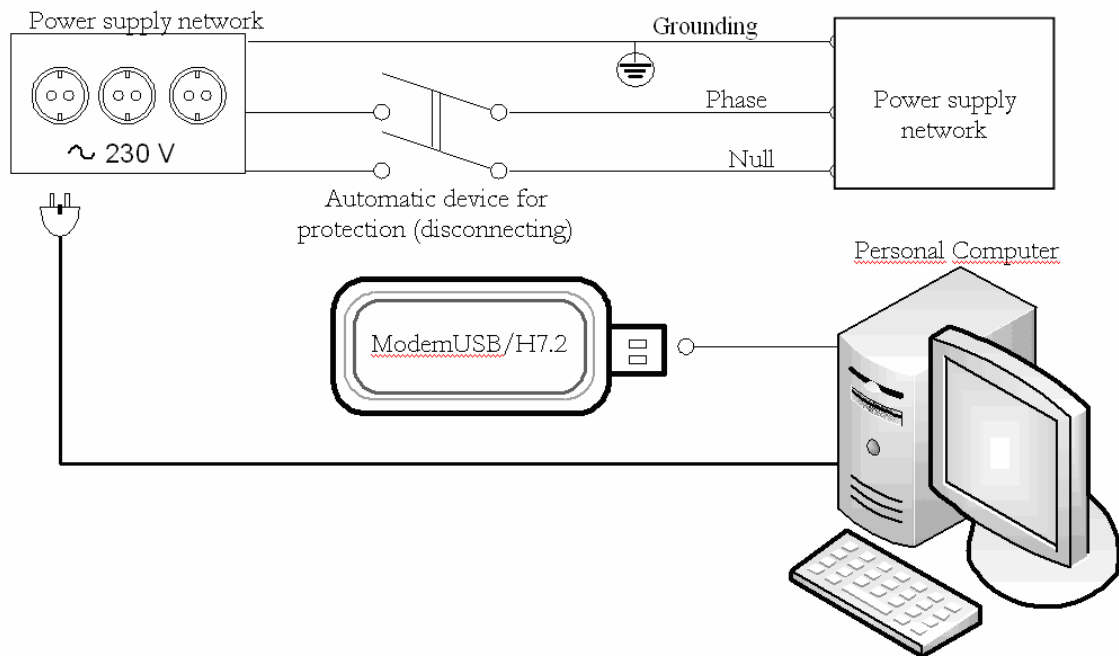 Power supply network
Grounding
Phase
Power supply
network
∼ 230 V
Null
Automatic device for
protection (disconnecting)
Personal Computer
ModemUSB/H7.2